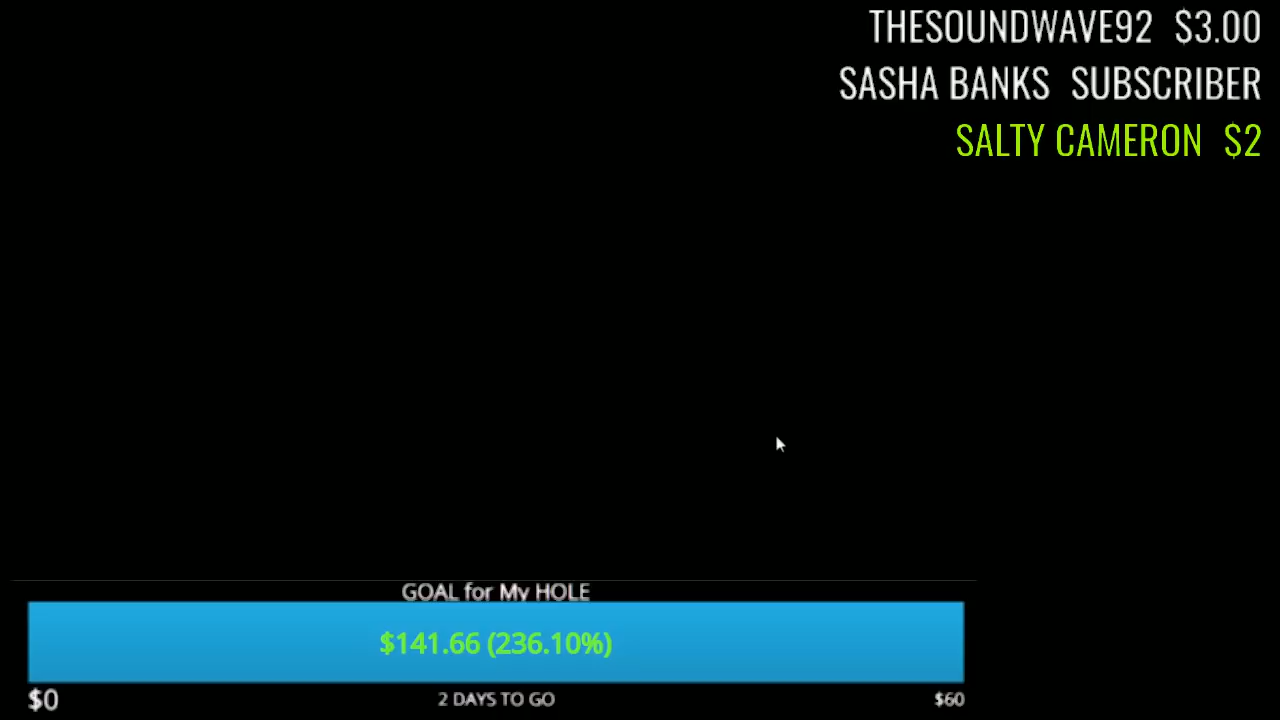 THESOUNDWAVE92 $3.00
SASHA BANKS SUBSCRIBER
SALTY CAMERON $2
GOAL for My HOLE
$141.66 (236.10%)
$0 2 DAYS TO GO $60